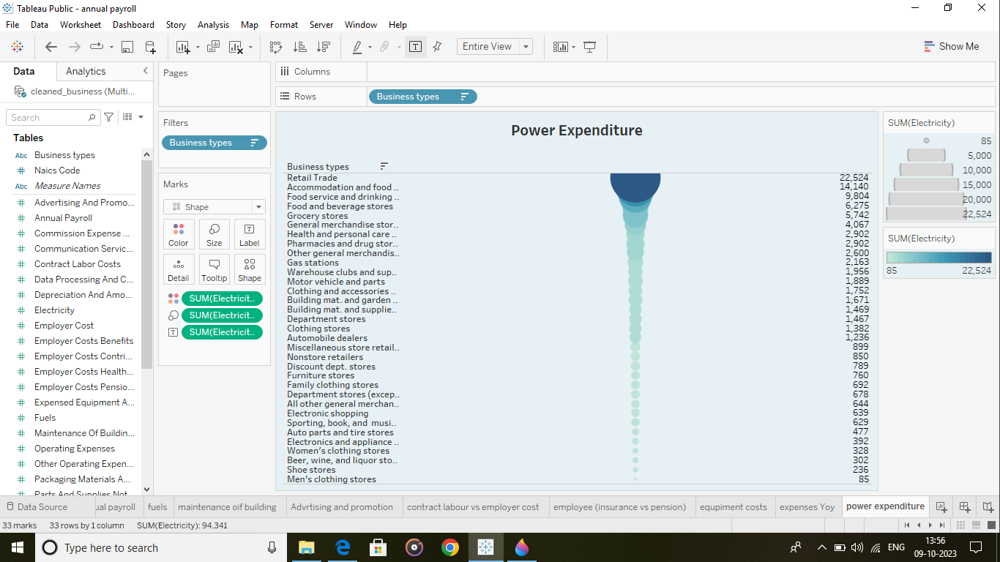 Tableau Public - annual payroll
File Data Worksheet Dashboard Story Analysis Map Format Server Window Help
Entire View
Show Me
Data Analytics
cleaned_business (Multi...
Search
Tables
Abc Business types
Naics Code
Abc Measure Names
Advertising And Promo...
Annual Payroll
Commission Expense ...
Communication Servic...
Contract Labor Costs
Data Processing And C...
Depreciation And Amo...
Electricity
Employer Cost
Employer Costs Benefits
Employer Costs Contri...
Employer Costs Health...
Employer Costs Pensio...
Expensed Equipment A...
Fuels
Maintenance Of Buildin...
Operating Expenses
Other Operating Expen...
Packaging Materials A...
Parts And Supplies Not
Pages
Filters
Business types
Marks
Shape
Color Size Label
Detail Tooltip Shape
SUM(Electricit..
SUM(Electricit..
SUM(Electricit..
Columns
Rows Business types
Power Expenditure
Business types
Retail Trade 22,524
Accommodation and food .. 14,140
Food service and drinking .. 9,804
Food and beverage stores 6,275
Grocery stores 5,742
General merchandise stor.. 4,067
Health and personal care .. 2,902
Pharmacies and drug stor.. 2,902
Other general merchandis.. 2,600
Gas stations 2,163
Warehouse clubs and sup.. 1,956
Motor vehicle and parts 1,889
Clothing and accessories .. 1,752
Building mat. and garden .. 1,671
Building mat. and supplie.. 1,469
Department stores 1,467
Clothing stores 1,382
Automobile dealers 1,236
Miscellaneous store retail.. 899
Nonstore retailers 850
Discount dept. stores 789
Furniture stores 760
Family clothing stores 692
Department stores (excep.. 678
All other general merchan.. 644
Electronic shopping 639
Sporting, book, and musi.. 629
Auto parts and tire stores 477
Electronics and appliance .. 392
Women’s clothing stores 328
Beer, wine, and liquor sto.. 302
Shoe stores 236
Men’s clothing stores 85
SUM(Electricity)
85
5,000
10,000
15,000
20,000
22,524
SUM(Electricity)
85 22,524
Data Source ual payroll fuels maintenance oif building Advrtising and promotion contract labour vs employer cost employee (insurance vs pension) equpiment costs expenses Yoy power expenditure
33 marks 33 rows by 1 column SUM(Electricity): 94,341
Type here to search
ENG
13:56
09-10-2023